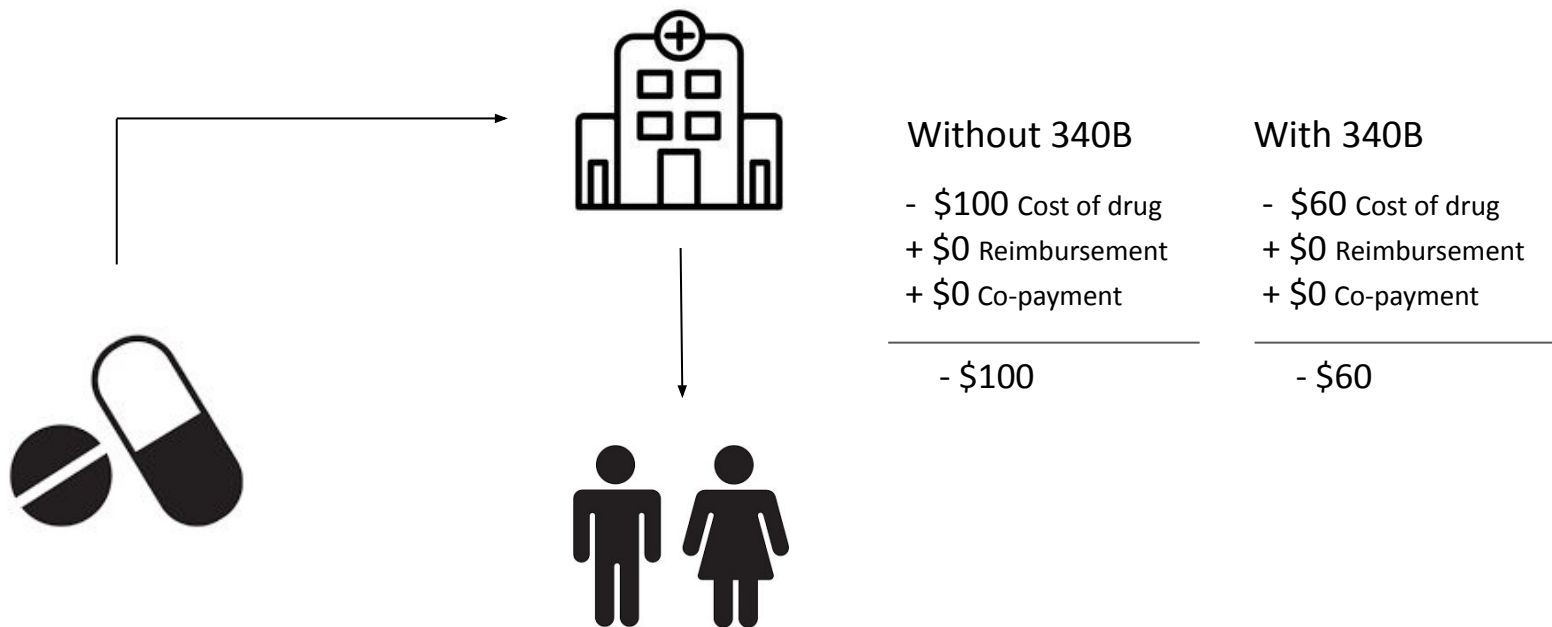 Without 340B
- $100 Cost of drug
+ $0 Reimbursement
+ $0 Co-payment
- $100
With 340B
- $60 Cost of drug
+ $0 Reimbursement
+ $0 Co-payment
- $60